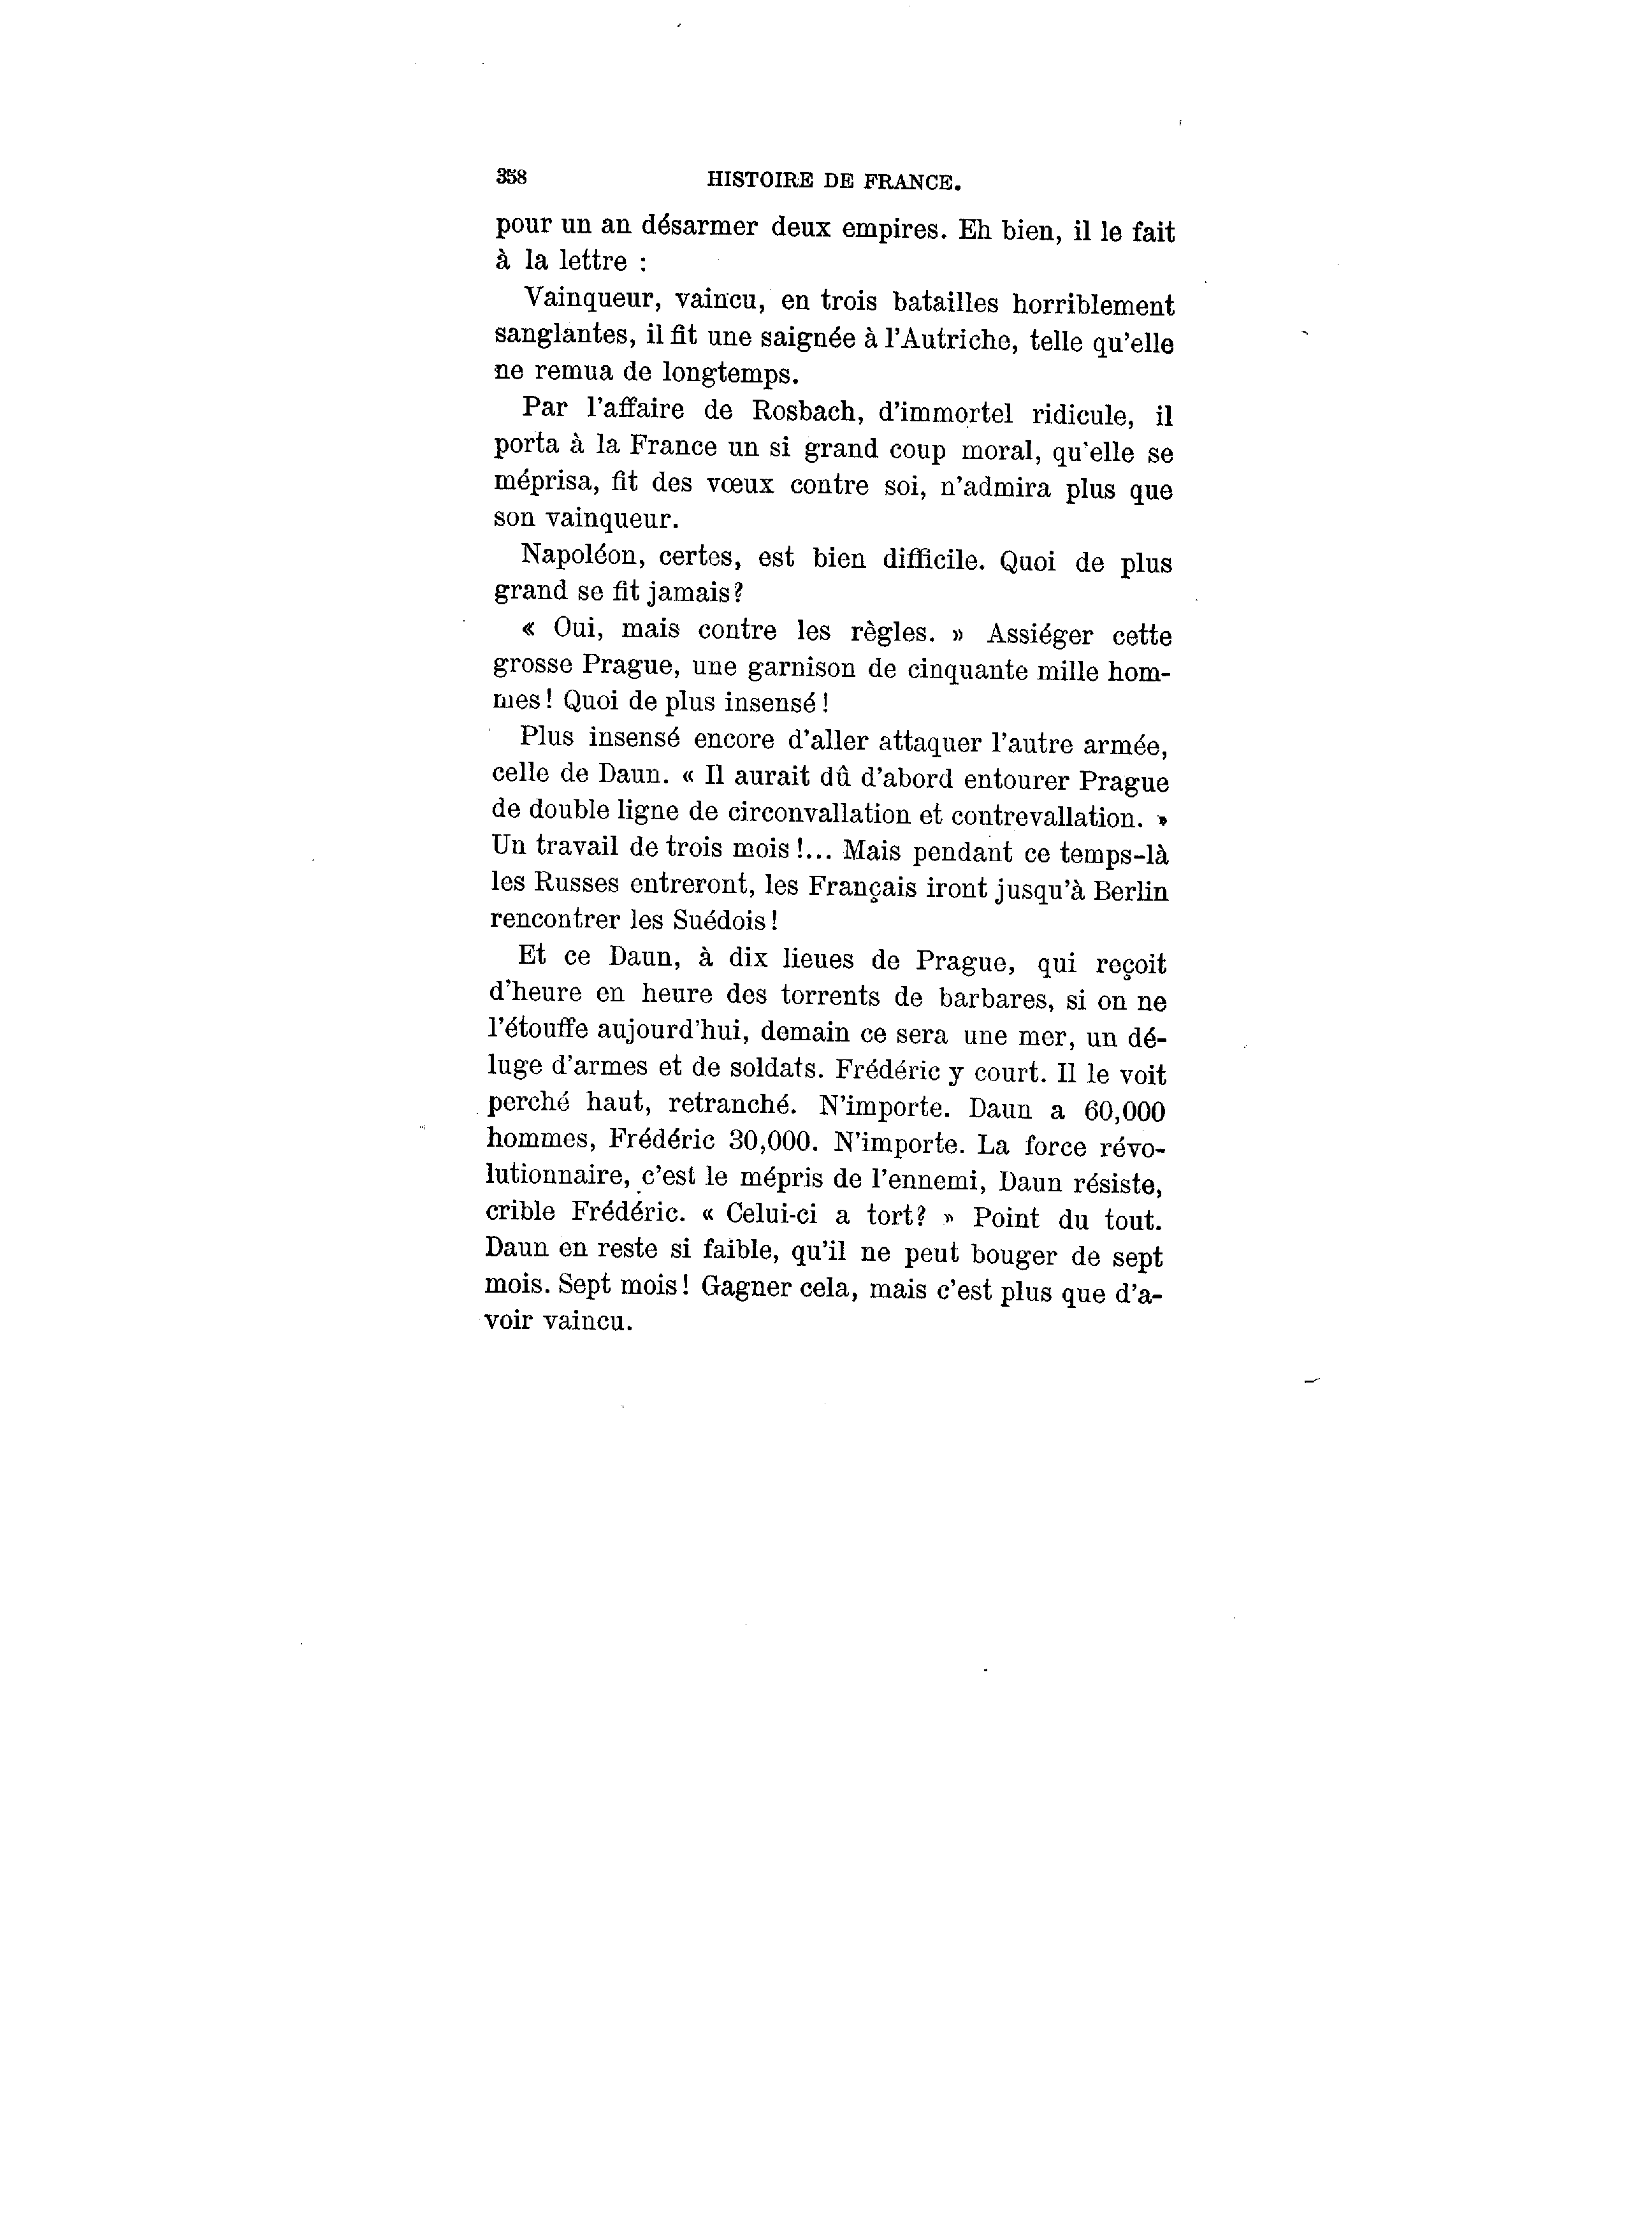 358 HISTOIRE DE FRANCE.
pour un an désarmer deux empires. Eh bien, il le fait
à la lettre :
Vainqueur, vaincu, en trois batailles horriblement
sanglantes, il fit une saignée à l'Autriche, telle qu'elle
ne remua de longtemps.
Par l'affaire de Rosbach, d'immortel ridicule, il
porta à la France un si grand coup moral, qu'elle se
méprisa, fit des vœux contre soi, n'admira plus que
son vainqueur.
Napoléon, certes, est bien difficile. Quoi de plus
grand se fit jamais?
« Oui, mais contre les règles. » Assiéger cette
grosse Prague, une garnison de cinquante mille hom-
mes! Quoi de plus insensé!
Plus insensé encore d'aller attaquer l'autre armée,
celle de Daun. « Il aurait dû d'abord entourer Prague
de double ligne de circonvallation et contrevallation. »
Un travail de trois mois!... Mais pendant ce temps-là
les Russes entreront, les Français iront jusqu'à Berlin
rencontrer les Suédois!
Et ce Daun, à dix lieues de Prague, qui reçoit
d'heure en heure des torrents de barbares, si on ne
l'étouffe aujourd'hui, demain ce sera une mer, un dé-
luge d'armes et de soldats. Frédéric y court. Il le voit
perché haut, retranché. N'importe. Daun a 60,000
hommes, Frédéric 30,000. N'importe. La force révo-
lutionnaire, c'est le mépris de l'ennemi, Daun résiste,
crible Frédéric. « Celui-ci a tort? » Point du tout.
Daun en reste si faible, qu'il ne peut bouger de sept
mois. Sept mois! Gagner cela, mais c'est plus que d'a-
voir vaincu.